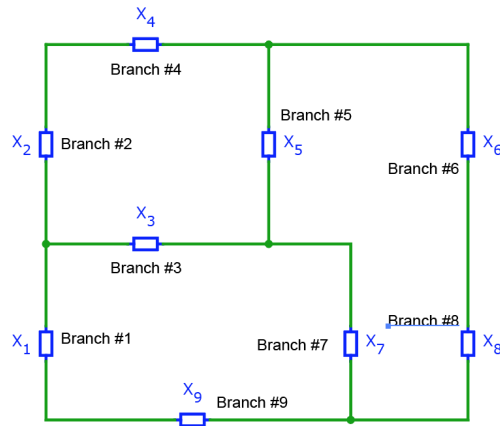 X4
Branch #4
Branch #5
X2
Branch #2
X5
X6
Branch #6
X3
Branch #3
Branch #8
X1
Branch #1
Branch #7
X7
X8
X9
Branch #9